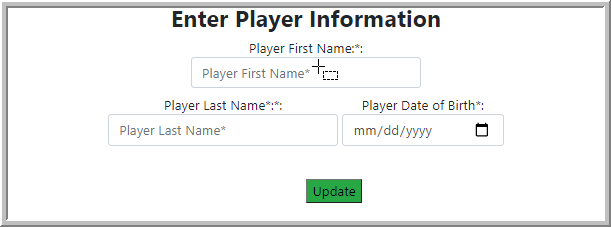 Enter Player Information
Player First Name:*:
Player First Name*
Player Last Name*:*: Player Date of Birth*:
Player Last Name* mm/dd/yyyy
Update